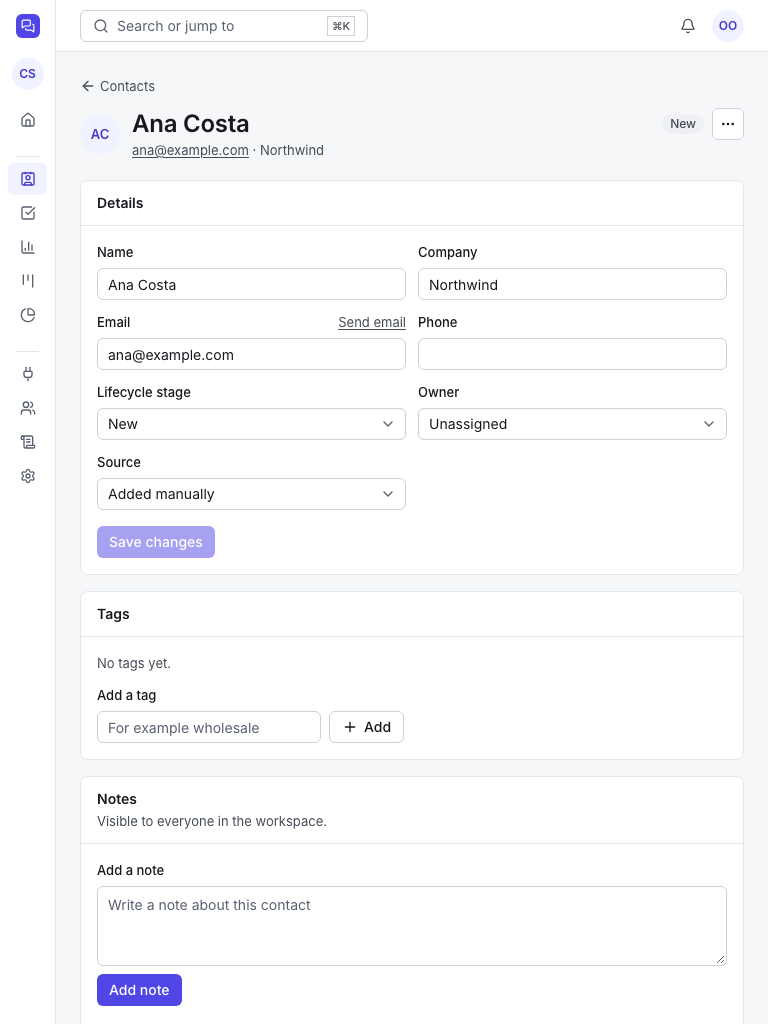 Search or jump to
⌘K
OO
CS
Contacts
AC
Ana Costa
New
ana@example.com · Northwind
Details
Name
Company
Ana Costa
Northwind
Email
Send email
Phone
ana@example.com
Lifecycle stage
Owner
New
Unassigned
Source
Added manually
Save changes
Tags
No tags yet.
Add a tag
For example wholesale
Add
Notes
Visible to everyone in the workspace.
Add a note
Write a note about this contact
Add note